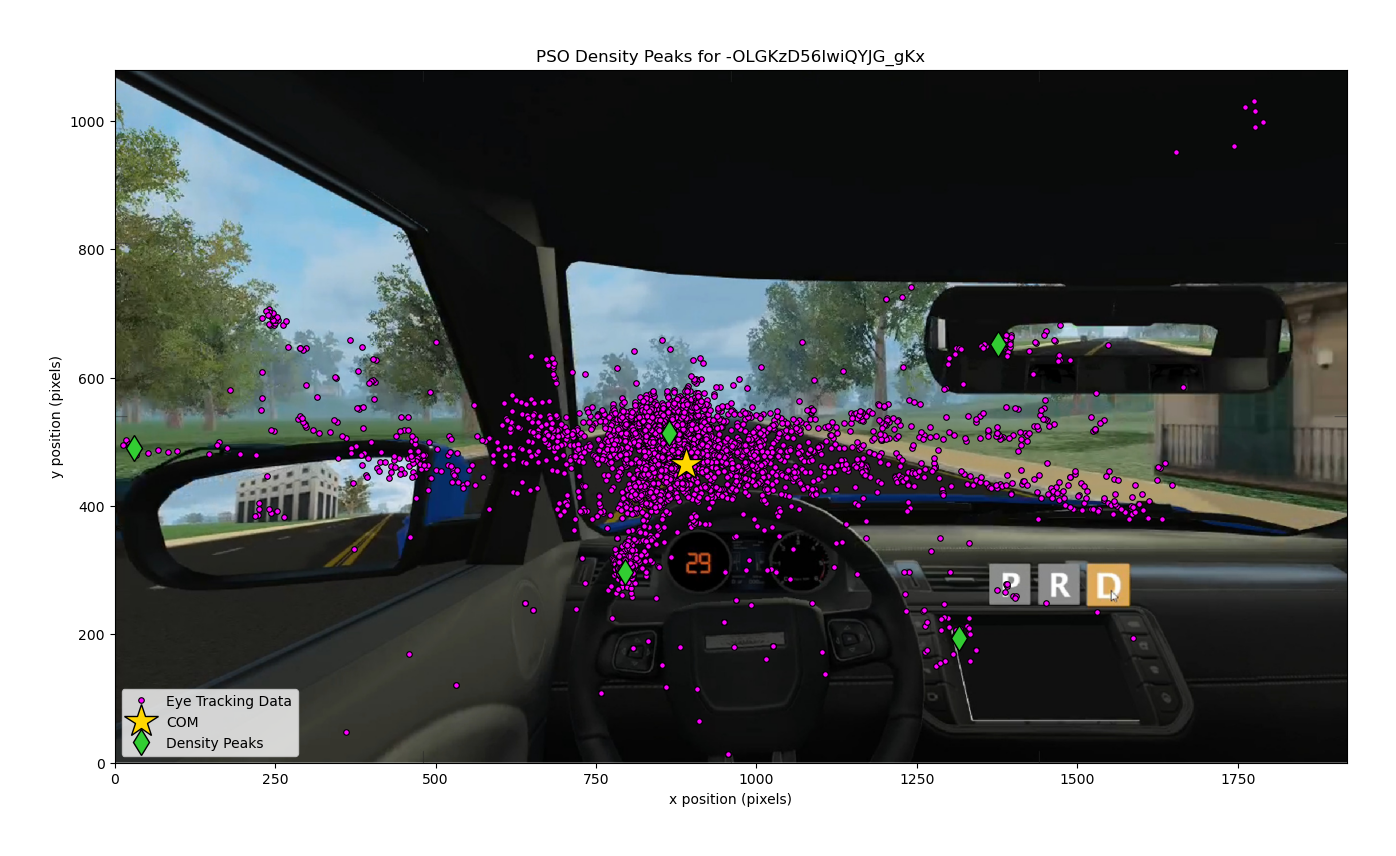 PSO Density Peaks for -OLGKzD56lwiQYJG_gKx
1000
800
600
400
200
0
y position (pixels)
29
P R D
Eye Tracking Data
COM
Density Peaks
0 250 500 750 1000 1250 1500 1750
x position (pixels)